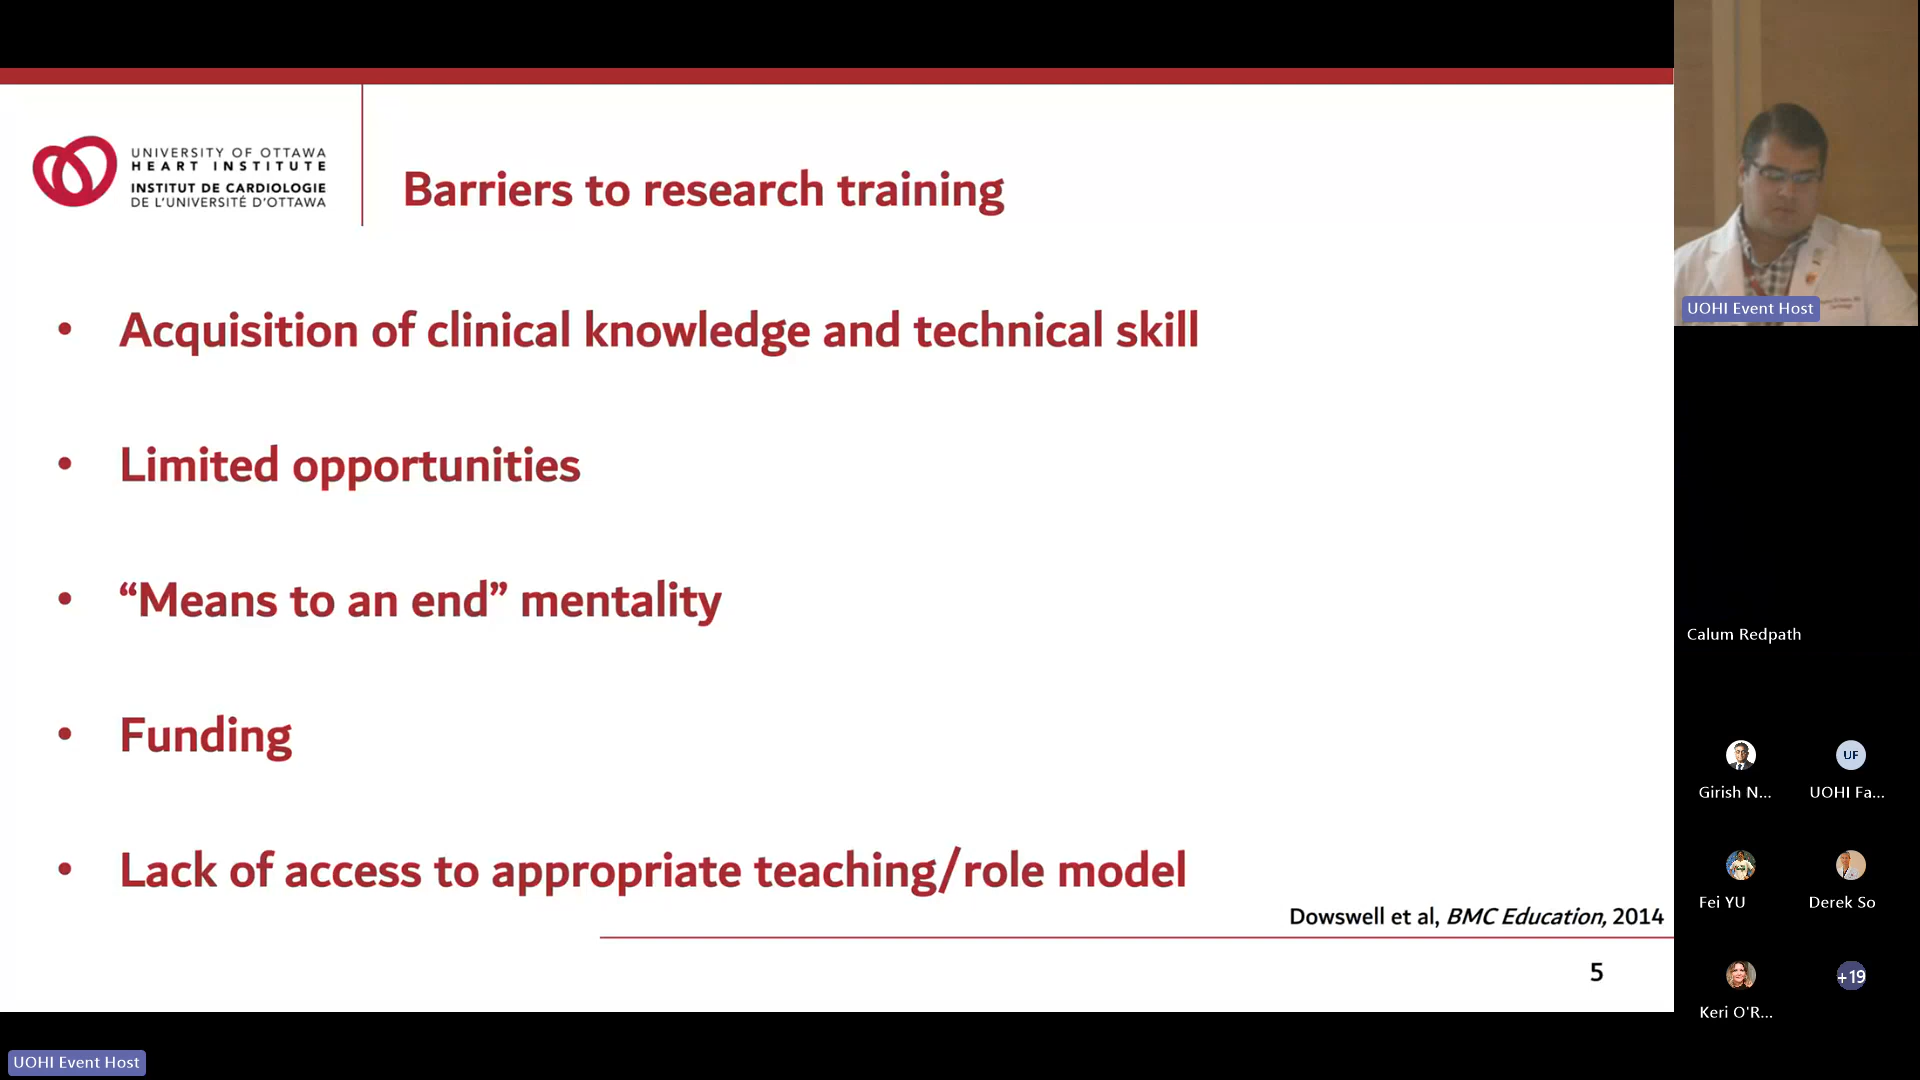 UNIVERSITY OF OTTAWA
HEART INSTITUTE
INSTITUT DE CARDIOLOGIE
DE L'UNIVERSITÉ D'OTTAWA
Barriers to research training
• Acquisition of clinical knowledge and technical skill
• Limited opportunities
• “Means to an end” mentality
• Funding
• Lack of access to appropriate teaching/role model
Dowswell et al, BMC Education, 2014
5
UOHI Event Host
Calum Redpath
UF
Girish N...
UOHI Fa...
Fei YU
Derek So
Keri O'R...
+19
UOHI Event Host